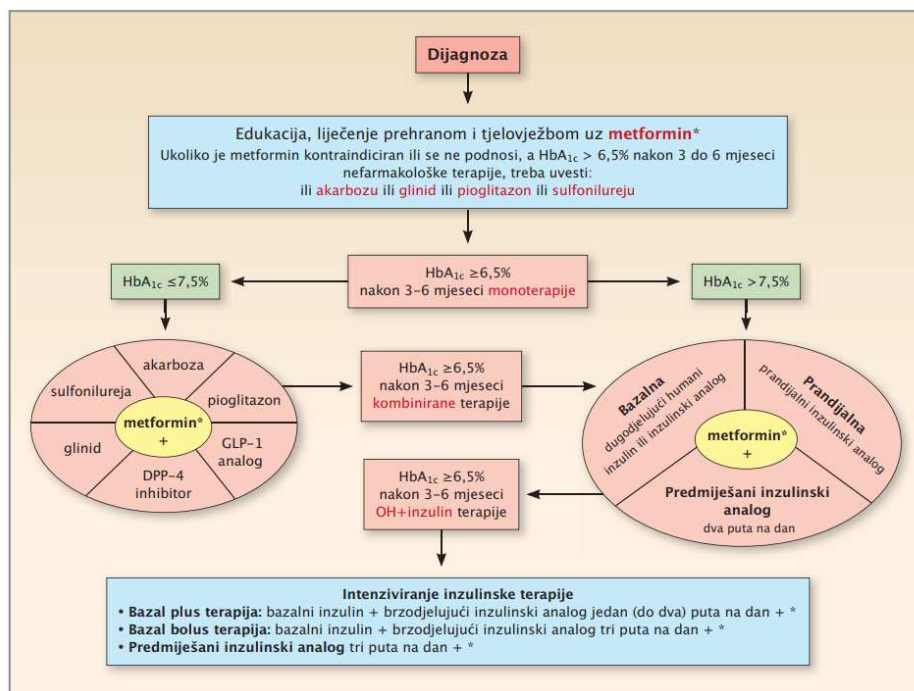 Dijagnoza
Edukacija, liječenje prehranom i tjelovježbom uz metformin*
Ukoliko je metformin kontraindiciran ili se ne podnosi, a HbA1c > 6,5% nakon 3 do 6 mjeseci
nefarmakološke terapije, treba uvesti:
ili akarbozu ili glinid ili pioglitazon ili sulfonilureju
HbA1c ≤7,5%
HbA1c ≥6,5%
nakon 3–6 mjeseci monoterapije
HbA1c >7,5%
akarboza
sulfonilureja
pioglitazon
metformin*
+
glinid
GLP–1
analog
DPP–4
inhibitor
HbA1c ≥6,5%
nakon 3–6 mjeseci
kombinirane terapije
Bazalna
dugodjelujući humani
inzulin ili inzulinski analog
Prandijalna
prandijalni inzulinski analog
metformin*
+
Predmiješani inzulinski
analog
dva puta na dan
HbA1c ≥6,5%
nakon 3–6 mjeseci
OH+inzulin terapije
Intenziviranje inzulinske terapije
• Bazal plus terapija: bazalni inzulin + brzodjelujući inzulinski analog jedan (do dva) puta na dan + *
• Bazal bolus terapija: bazalni inzulin + brzodjelujući inzulinski analog tri puta na dan + *
• Predmiješani inzulinski analog tri puta na dan + *